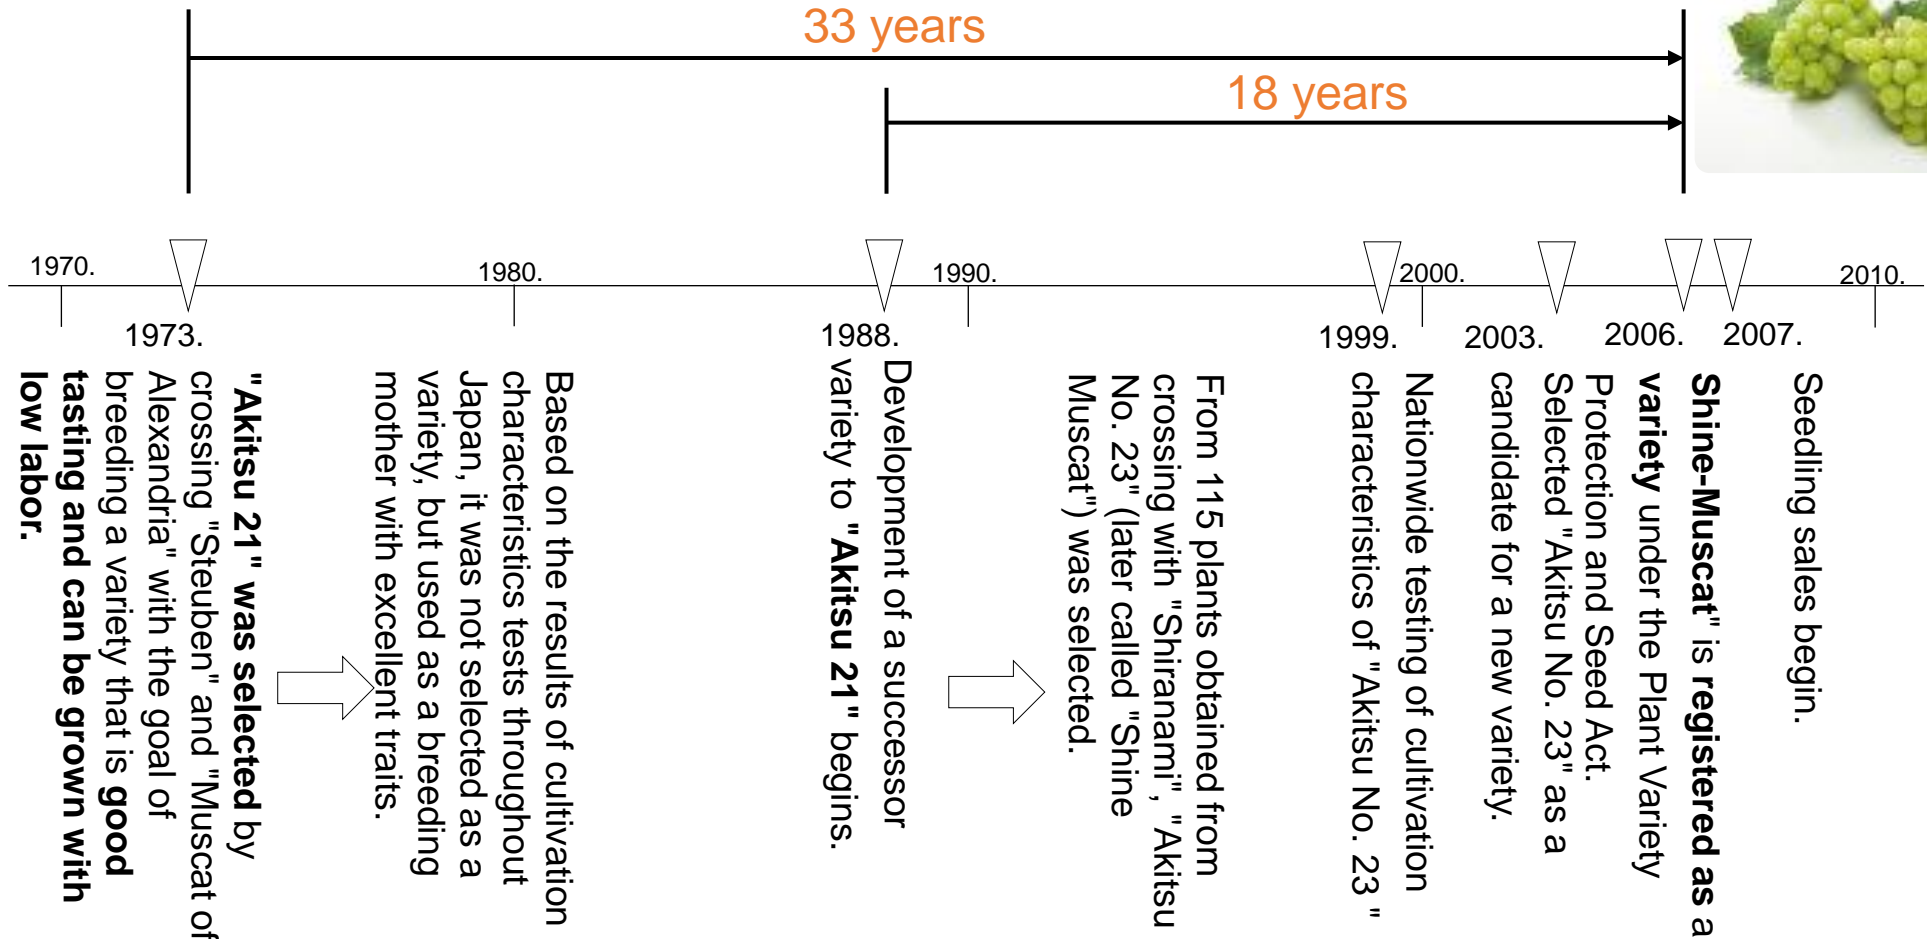 33 years
18 years
1970.
1980.
1990.
2000.
2010.
1973.
1988.
1999.
2003.
2006.
2007.
"Akitsu 21" was selected by
crossing "Steuben" and "Muscat of
Alexandria" with the goal of
breeding a variety that is good
tasting and can be grown with
low labor.
Based on the results of cultivation
characteristics tests throughout
Japan, it was not selected as a
variety, but used as a breeding
mother with excellent traits.
Development of a successor
variety to "Akitsu 21" begins.
From 115 plants obtained from
crossing with "Shiranami", "Akitsu
No. 23" (later called "Shine
Muscat") was selected.
Nationwide testing of cultivation
characteristics of "Akitsu No. 23 "
Selected "Akitsu No. 23" as a
candidate for a new variety.
Shine-Muscat" is registered as a
variety under the Plant Variety
Protection and Seed Act.
Seedling sales begin.